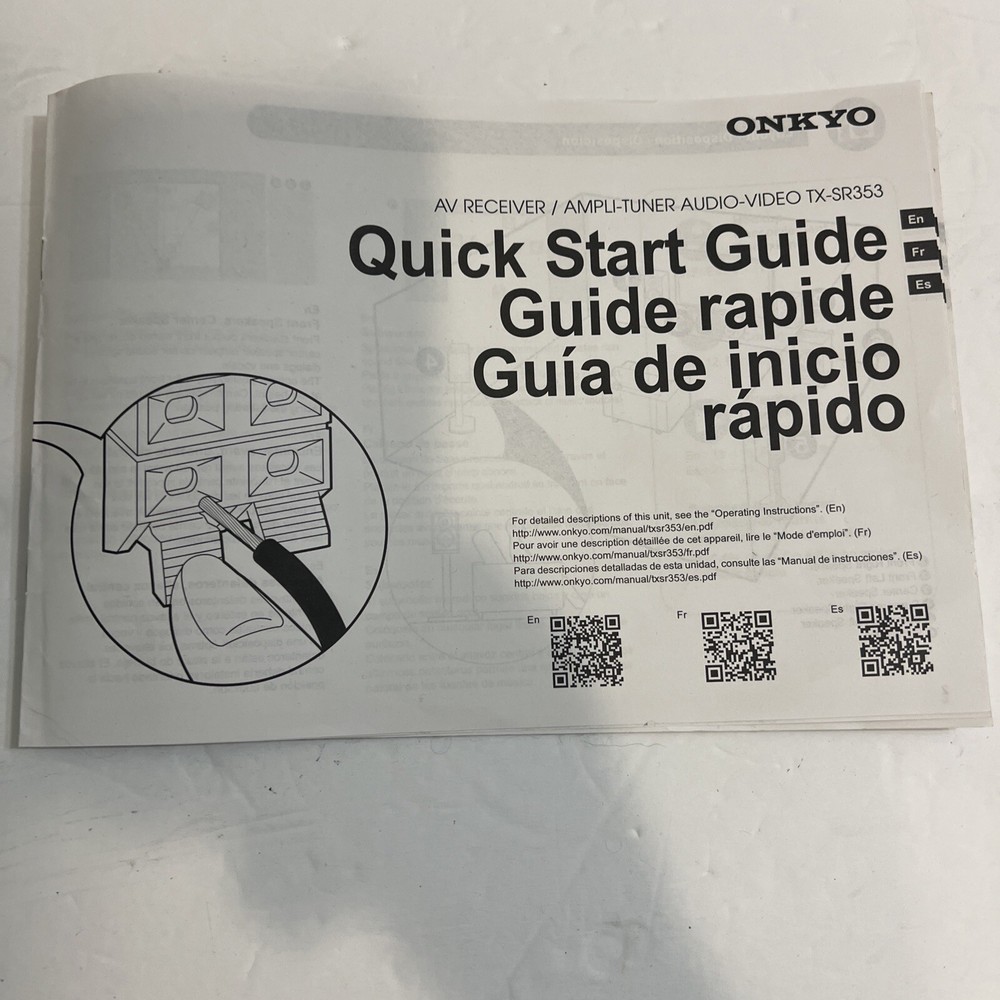 ONKYO
AV RECEIVER / AMPLI-TUNER AUDIO-VIDEO TX-SR353
Quick Start Guide
Guide rapide
Guía de inicio
rápido
En
Fr
Es
For detailed descriptions of this unit, see the "Operating Instructions". (En)
http://www.onkyo.com/manual/txsr353/en.pdf
Pour avoir une description détaillée de cet appareil, lire le "Mode d'emploi". (Fr)
http://www.onkyo.com/manual/txsr353/fr.pdf
Para descripciones detalladas de esta unidad, consulte las "Manual de instrucciones". (Es)
http://www.onkyo.com/manual/txsr353/es.pdf
En
Fr
Es